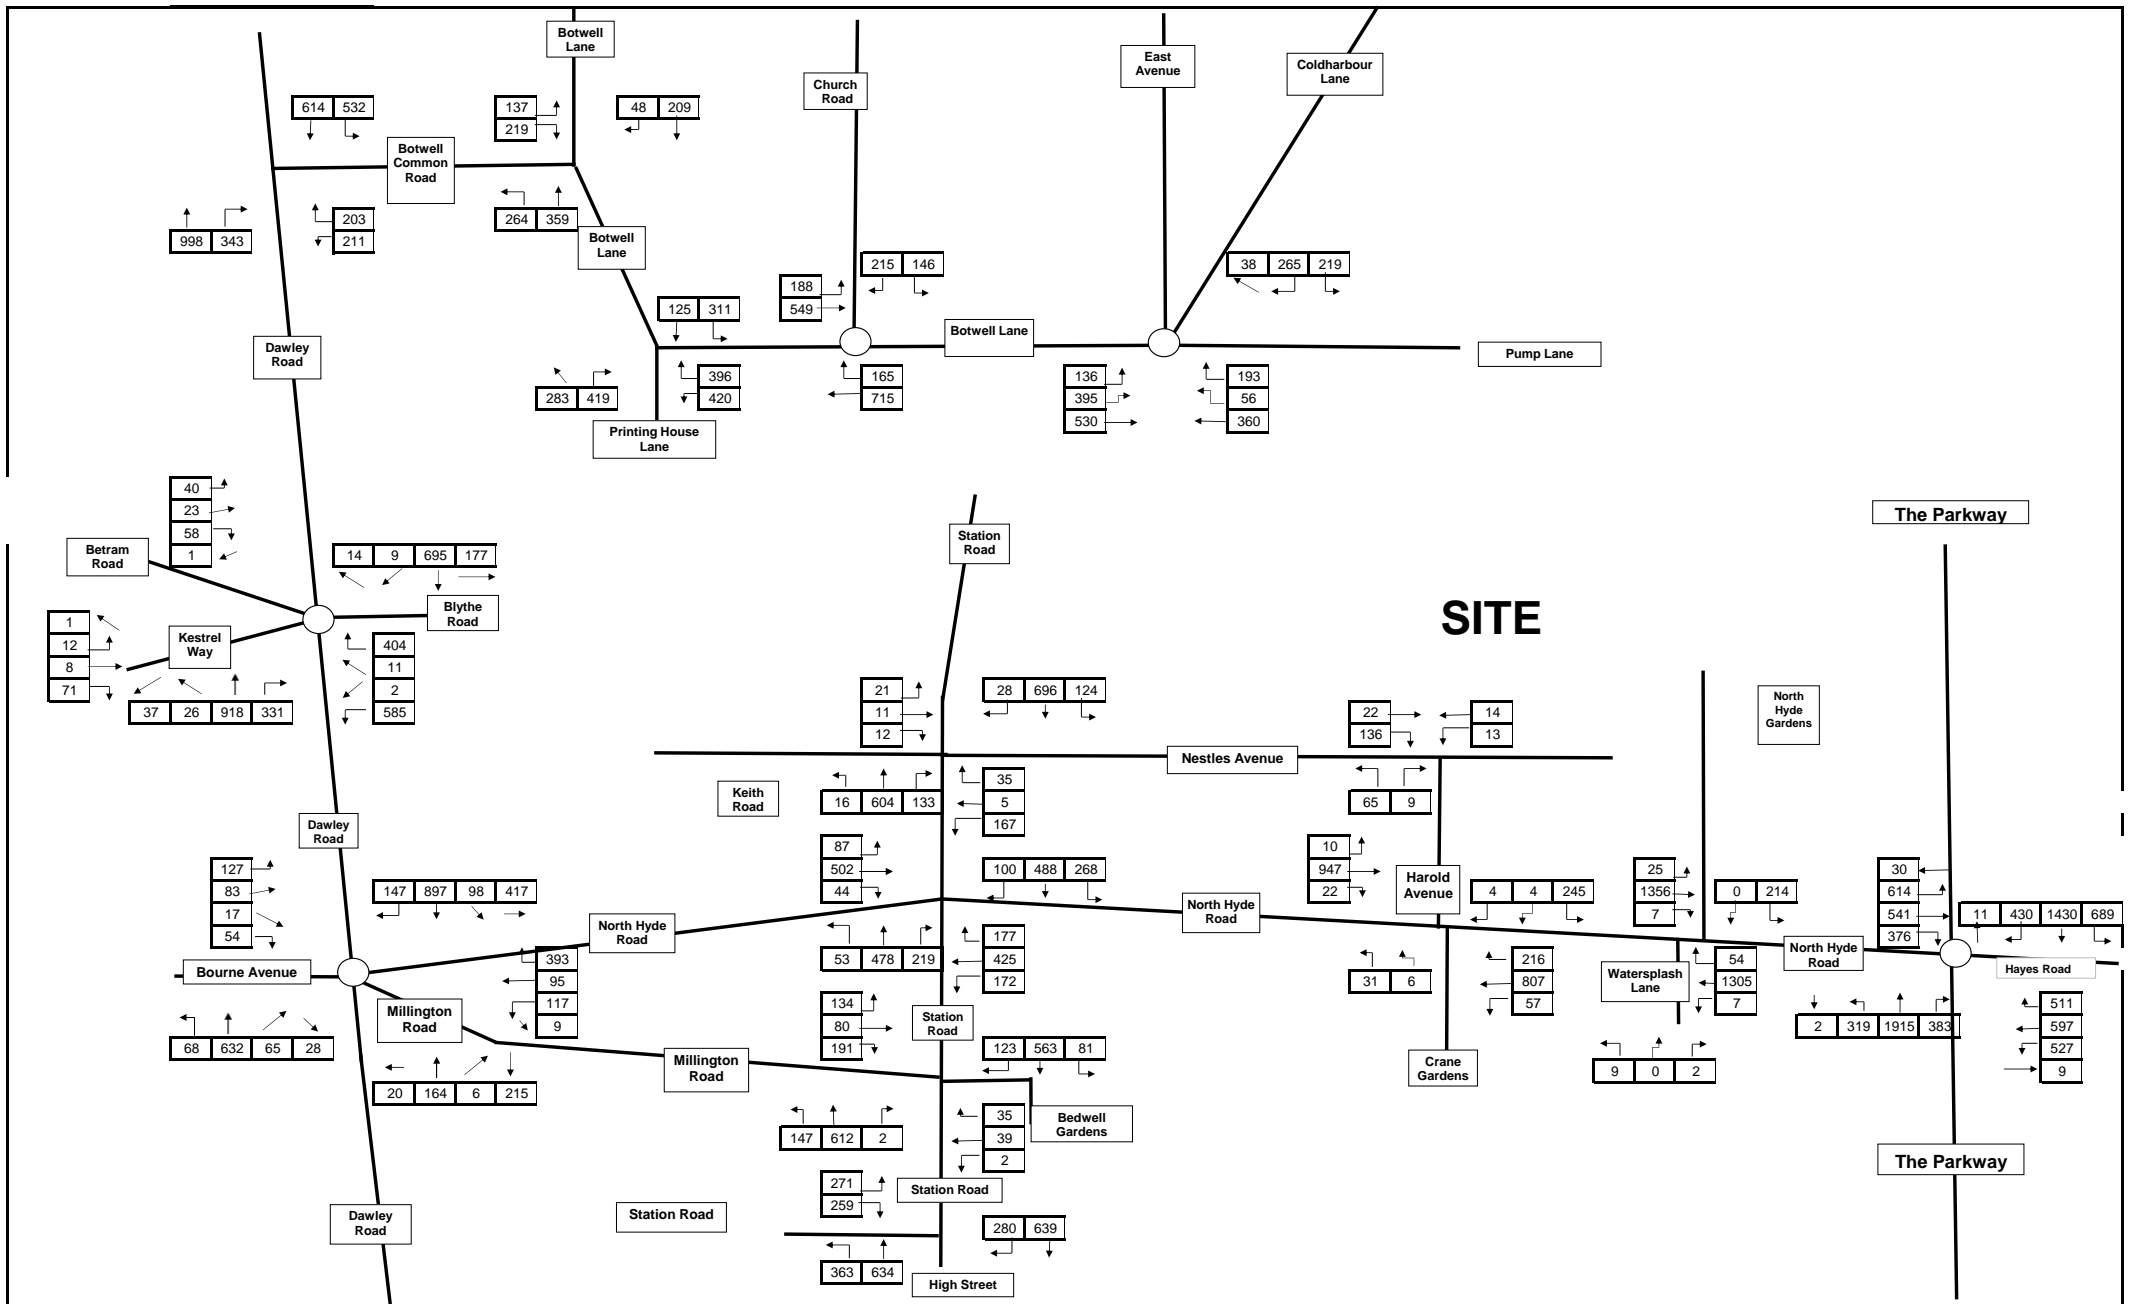 Botwell
Lane
East
Avenue
Coldharbour
Lane
Church
Road
614 532
137
219
48 209
Botwell
Common
Road
998 343
203
211
264 359
Botwell
Lane
215 146
38 265 219
188
549
125 311
Botwell Lane
Dawley
Road
Pump Lane
283 419
396
420
165
715
136
395
530
193
56
360
Printing House
Lane
40
23
58
1
The Parkway
Betram
Road
14 9 695 177
Station
Road
Blythe
Road
SITE
1
12
8
71
Kestrel
Way
404
11
2
585
37 26 918 331
21
11
12
28 696 124
22
136
14
13
North
Hyde
Gardens
Nestles Avenue
Keith
Road
16 604 133
35
5
167
65 9
Dawley
Road
87
502
44
10
947
22
127
83
17
54
147 897 98 417
100 488 268
Harold
Avenue
4 4 245
25
1356
7
0 214
30
614
541
376
11 430 1430 689
North Hyde
Road
North Hyde
Road
53 478 219
177
425
172
North Hyde
Road
Bourne Avenue
393
95
117
9
31 6
216
807
57
Watersplash
Lane
54
1305
7
Hayes Road
Millington
Road
134
80
191
Station
Road
2 319 1915 383
511
597
527
9
68 632 65 28
123 563 81
Millington
Road
Crane
Gardens
9 0 2
20 164 6 215
147 612 2
35
39
2
Bedwell
Gardens
The Parkway
271
259
Station Road
Dawley
Road
Station Road
280 639
363 634
High Street